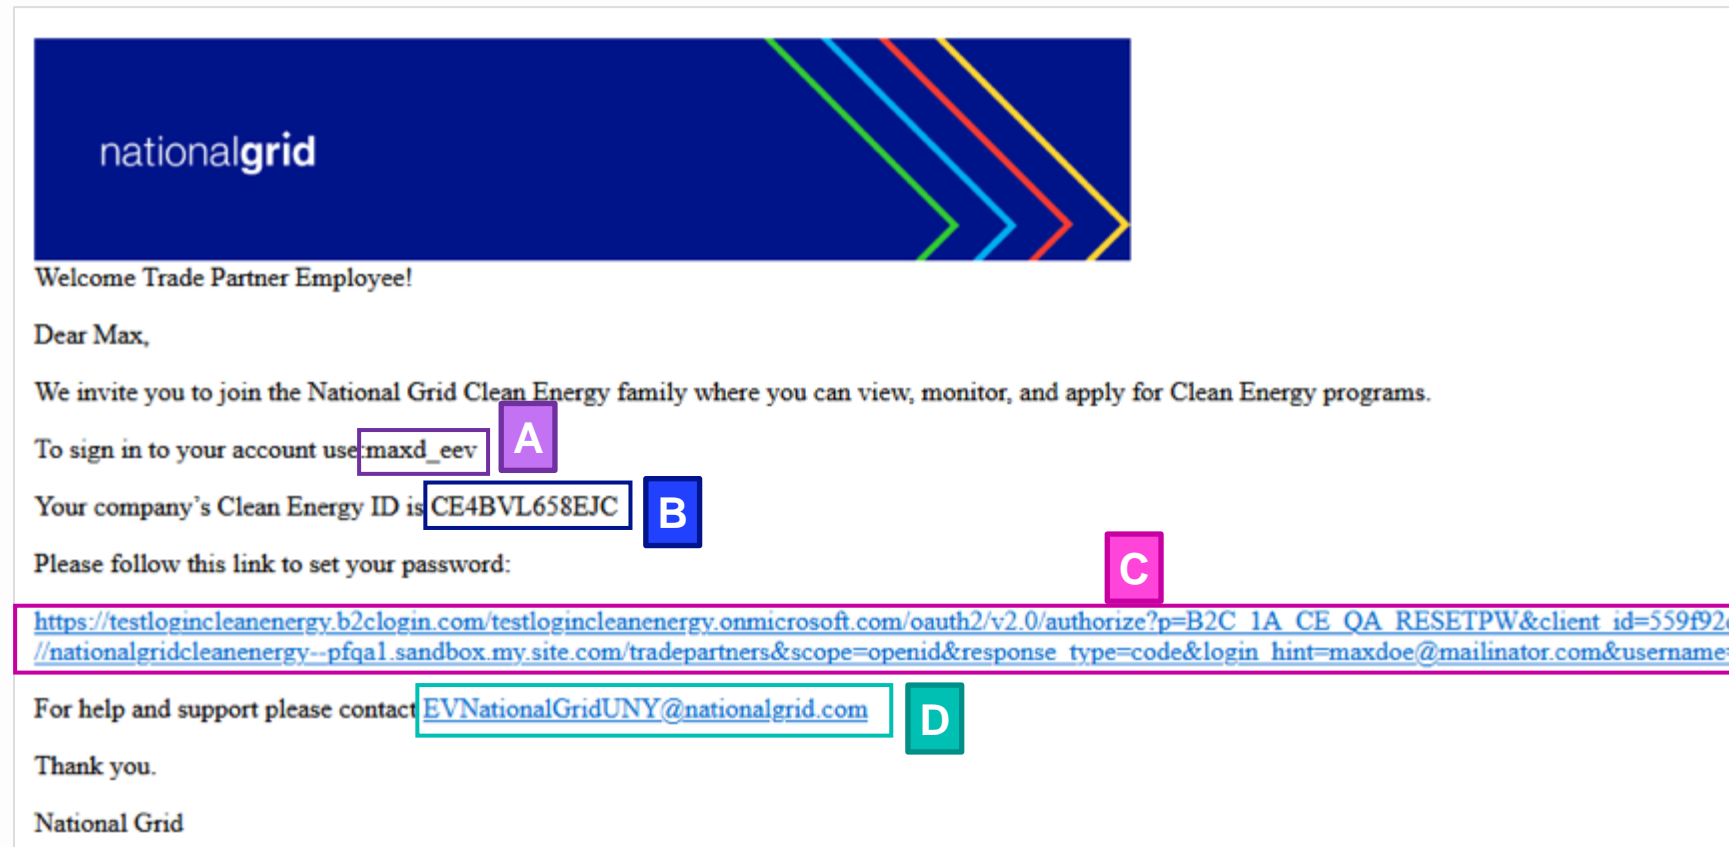 nationalgrid
Welcome Trade Partner Employee!
Dear Max,
We invite you to join the National Grid Clean Energy family where you can view, monitor, and apply for Clean Energy programs.
A
To sign in to your account use:maxd_eev
Your company’s Clean Energy ID is CE4BVL658EJC
B
Please follow this link to set your password:
C
https://testlogincleanenergy.b2clogin.com/testlogincleanenergy.onmicrosoft.com/oauth2/v2.0/authorize?p=B2C_1A_CE_QA_RESETPW&client_id=559f92
//nationalgridcleanenergy--pfqa1.sandbox.my.site.com/tradepartners&scope=openid&response_type=code&login_hint=maxdoe@mailinator.com&username=
For help and support please contact EVNationalGridUNY@nationalgrid.com
D
Thank you.
National Grid